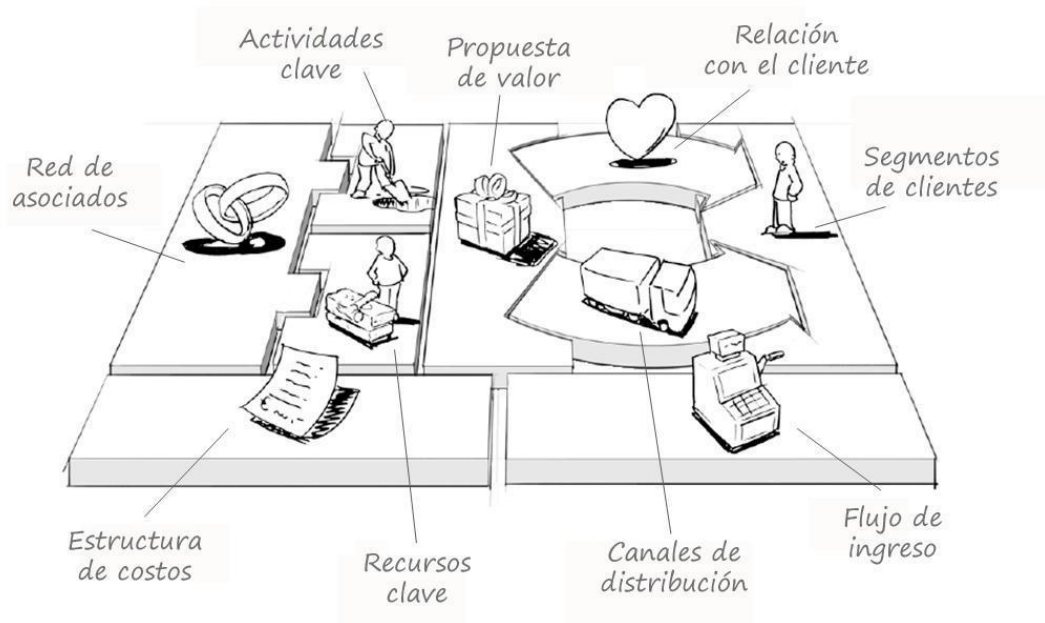 Actividades
clave
Propuesta
de valor
Relación
con el cliente
Red de
asociados
Segmentos
de clientes
Estructura
de costos
Recursos
clave
Canales de
distribución
Flujo de
ingreso